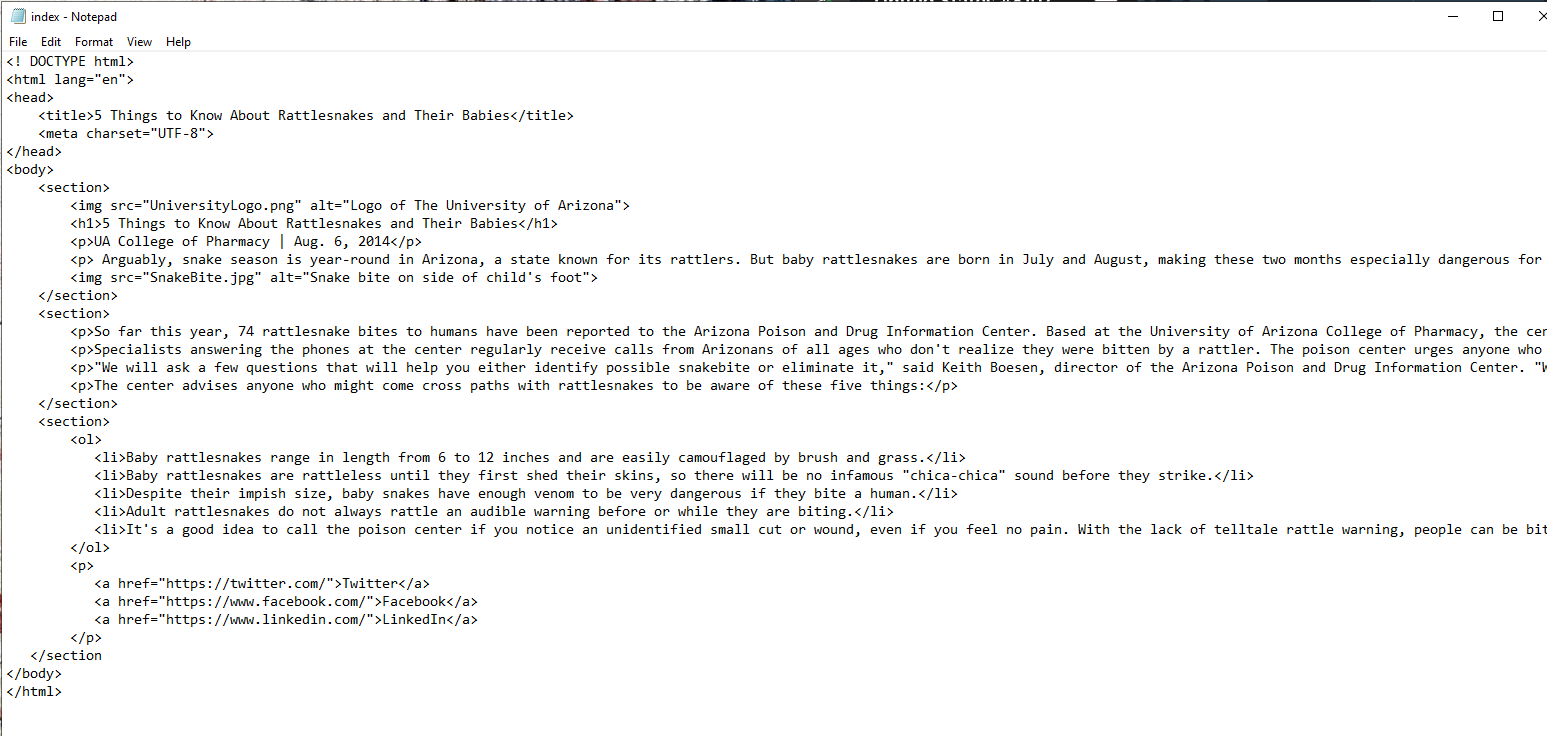 index - Notepad
File Edit Format View Help
<! DOCTYPE html>
<html lang="en">
<head>
    <title>5 Things to Know About Rattlesnakes and Their Babies</title>
    <meta charset="UTF-8">
</head>
<body>
    <section>
        <img src="UniversityLogo.png" alt="Logo of The University of Arizona">
        <h1>5 Things to Know About Rattlesnakes and Their Babies</h1>
        <p>UA College of Pharmacy | Aug. 6, 2014</p>
        <p> Arguably, snake season is year-round in Arizona, a state known for its rattlers. But baby rattlesnakes are born in July and August, making these two months especially dangerous for
        <img src="SnakeBite.jpg" alt="Snake bite on side of child's foot">
    </section>
    <section>
        <p>So far this year, 74 rattlesnake bites to humans have been reported to the Arizona Poison and Drug Information Center. Based at the University of Arizona College of Pharmacy, the cen
        <p>Specialists answering the phones at the center regularly receive calls from Arizonans of all ages who don't realize they were bitten by a rattler. The poison center urges anyone who
        <p>"We will ask a few questions that will help you either identify possible snakebite or eliminate it," said Keith Boesen, director of the Arizona Poison and Drug Information Center. "W
        <p>The center advises anyone who might come cross paths with rattlesnakes to be aware of these five things:</p>
    </section>
    <section>
        <ol>
           <li>Baby rattlesnakes range in length from 6 to 12 inches and are easily camouflaged by brush and grass.</li>
           <li>Baby rattlesnakes are rattleless until they first shed their skins, so there will be no infamous "chica-chica" sound before they strike.</li>
           <li>Despite their impish size, baby snakes have enough venom to be very dangerous if they bite a human.</li>
           <li>Adult rattlesnakes do not always rattle an audible warning before or while they are biting.</li>
           <li>It's a good idea to call the poison center if you notice an unidentified small cut or wound, even if you feel no pain. With the lack of telltale rattle warning, people can be bit
        </ol>
        <p>
           <a href="https://twitter.com/">Twitter</a>
           <a href="https://www.facebook.com/">Facebook</a>
           <a href="https://www.linkedin.com/">LinkedIn</a>
        </p>
   </section
</body>
</html>